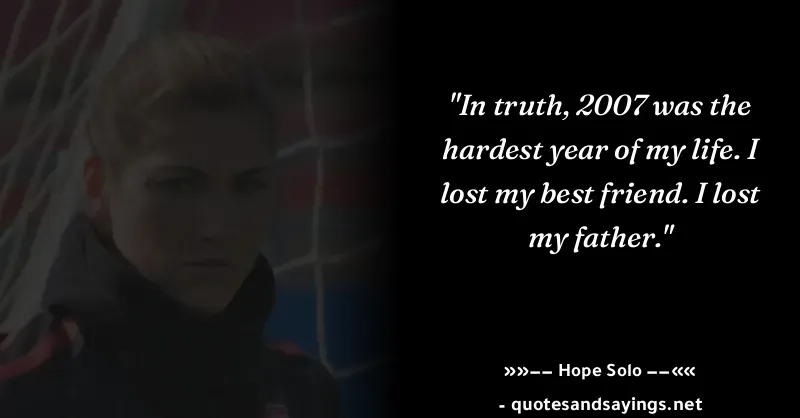 "In truth, 2007 was the
hardest year of my life. I
lost my best friend. I lost
my father."
»»−− Hope Solo −−««
- quotesandsayings.net